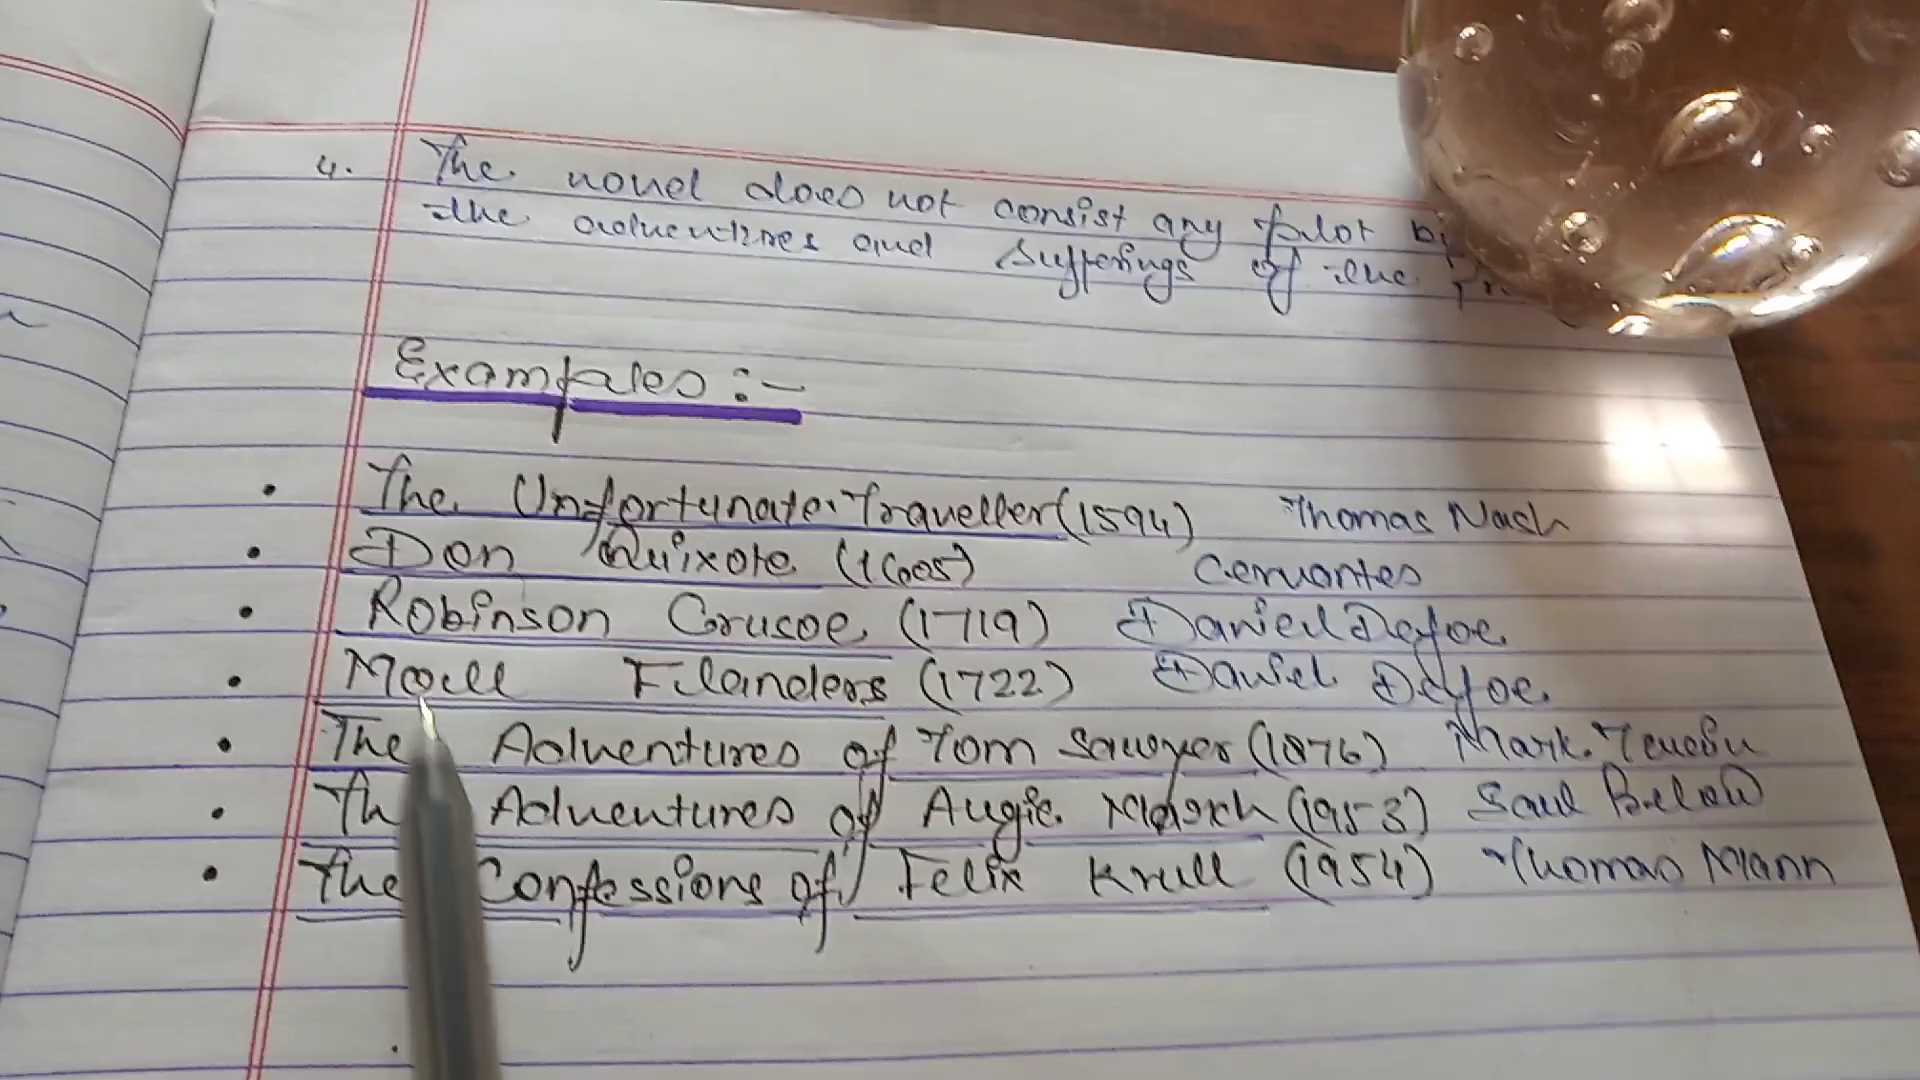 4. The novel does not consist any plot b
the adventures and sufferings of the
Examples :-
• The Unfortunate Traveller (1594) Thomas Nash
• Don Quixote (1605) Cervantes
• Robinson Crusoe (1719) Daniel Defoe
• Moll Flanders (1722) Daniel Defoe
• The Adventures of Tom Sawyer (1876) Mark Twain
• Th Adventures of Augie March (1953) Saul Below
• The Confessions of Felix Krull (1954) Thomas Mann